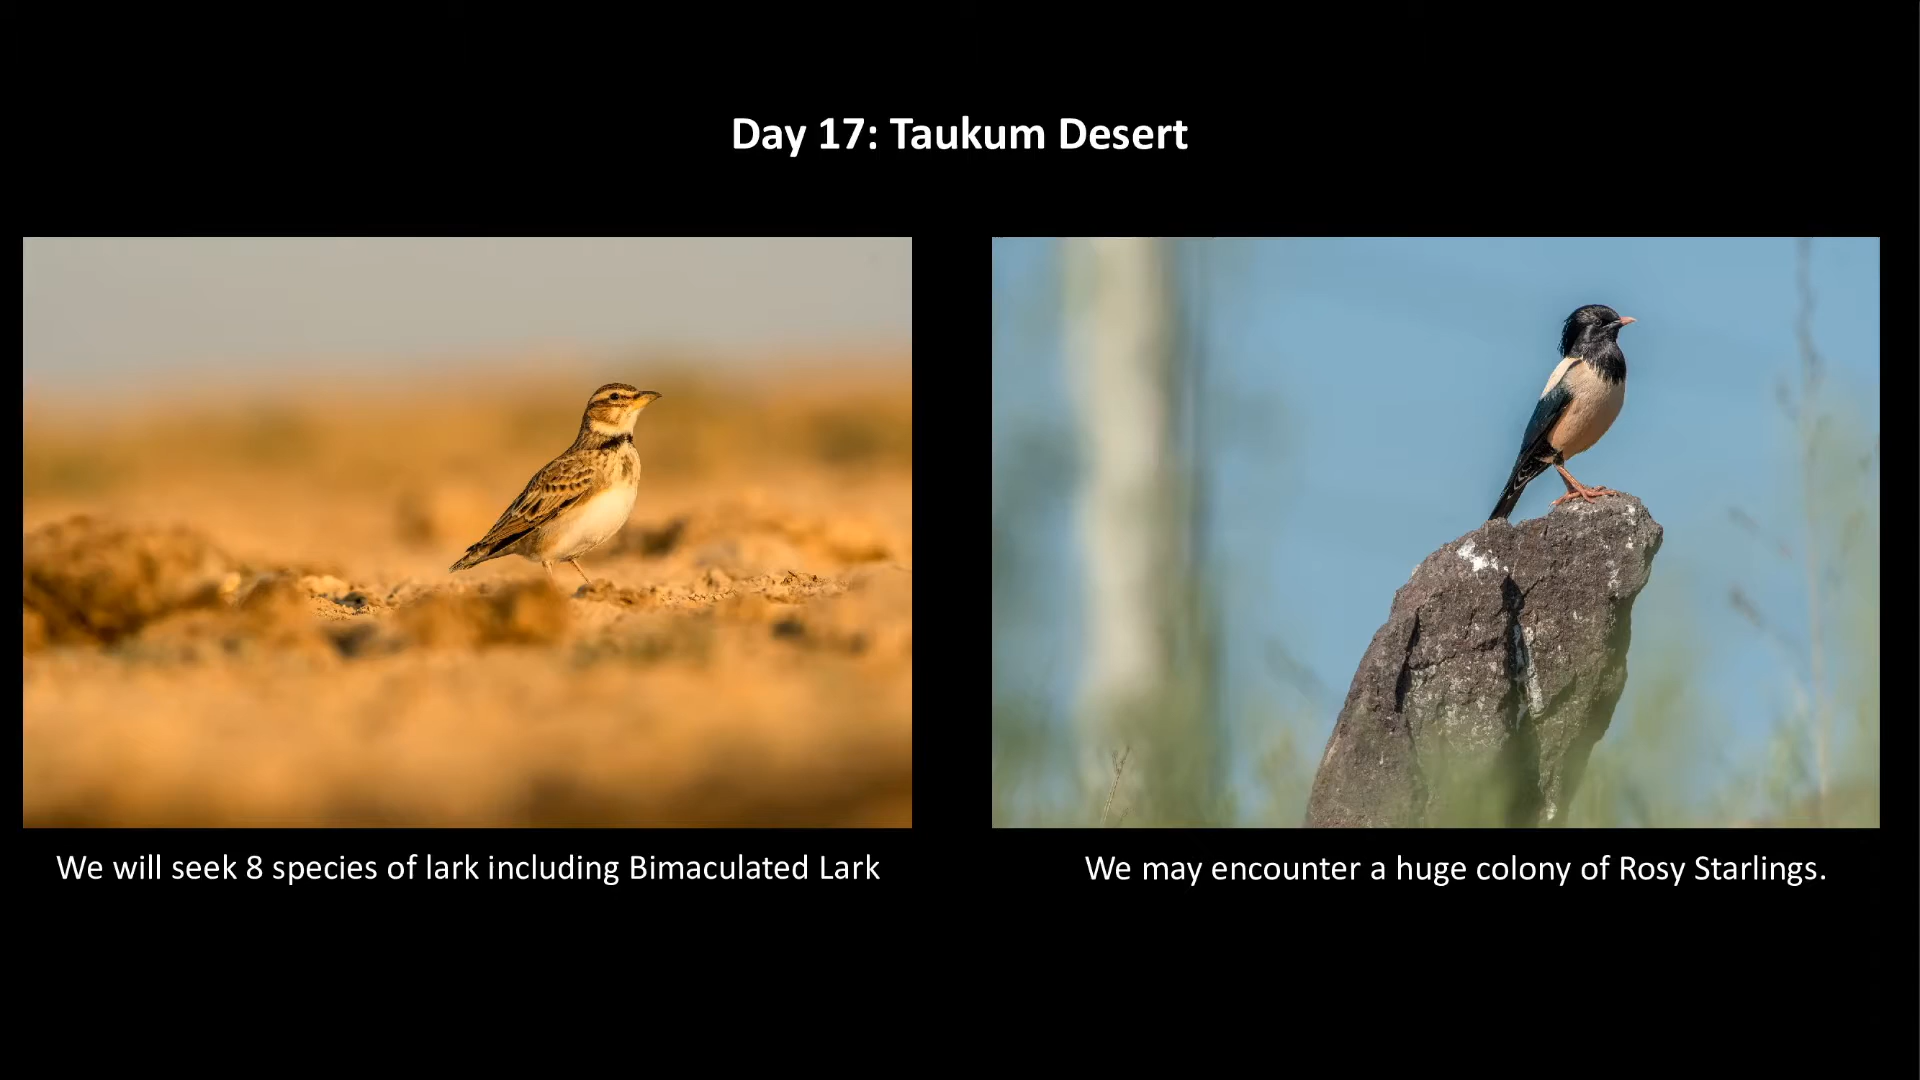 Day 17: Taukum Desert
We will seek 8 species of lark including Bimaculated Lark
We may encounter a huge colony of Rosy Starlings.